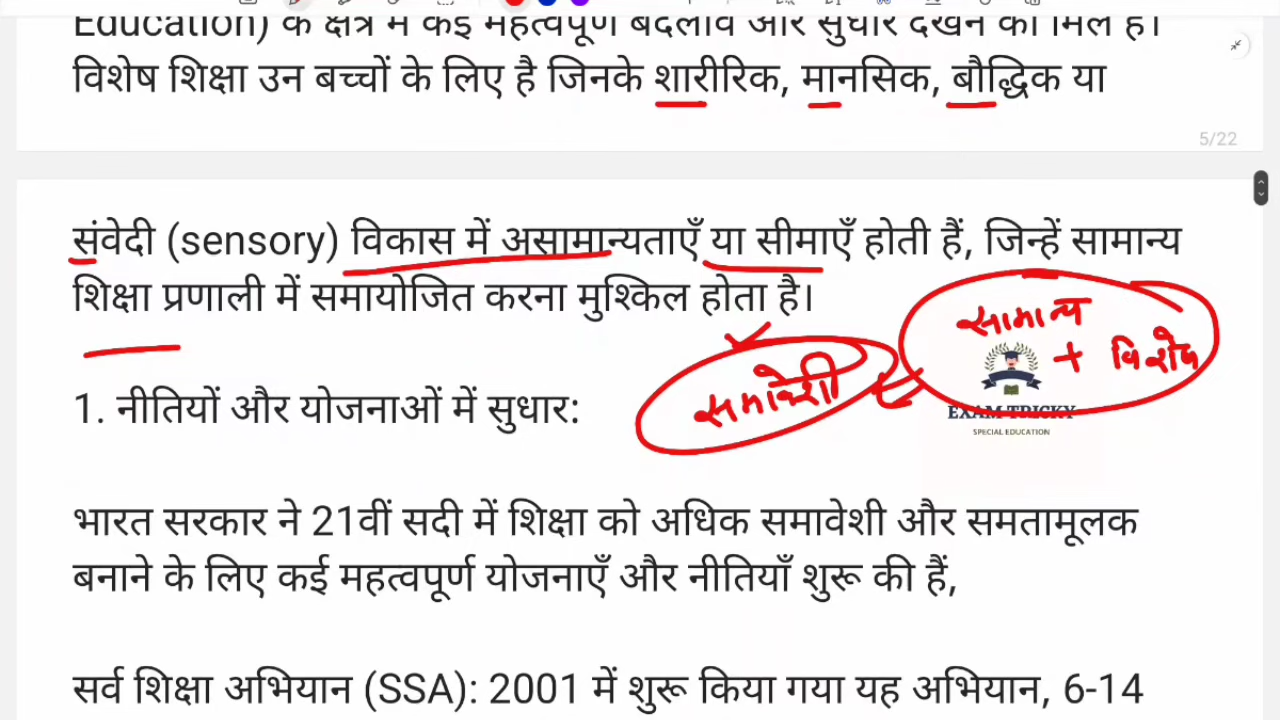 Education) के क्षेत्र में कई महत्वपूर्ण बदलाव और सुधार देखने को मिले हैं।
विशेष शिक्षा उन बच्चों के लिए है जिनके शारीरिक, मानसिक, बौद्धिक या
5/22
संवेदी (sensory) विकास में असामान्यताएँ या सीमाएँ होती हैं, जिन्हें सामान्य
शिक्षा प्रणाली में समायोजित करना मुश्किल होता है।
सामान्य
+ विशेष
समावेशी
1. नीतियों और योजनाओं में सुधार:
EXAM TRICKY
SPECIAL EDUCATION
भारत सरकार ने 21वीं सदी में शिक्षा को अधिक समावेशी और समतामूलक
बनाने के लिए कई महत्वपूर्ण योजनाएँ और नीतियाँ शुरू की हैं,
सर्व शिक्षा अभियान (SSA): 2001 में शुरू किया गया यह अभियान, 6-14